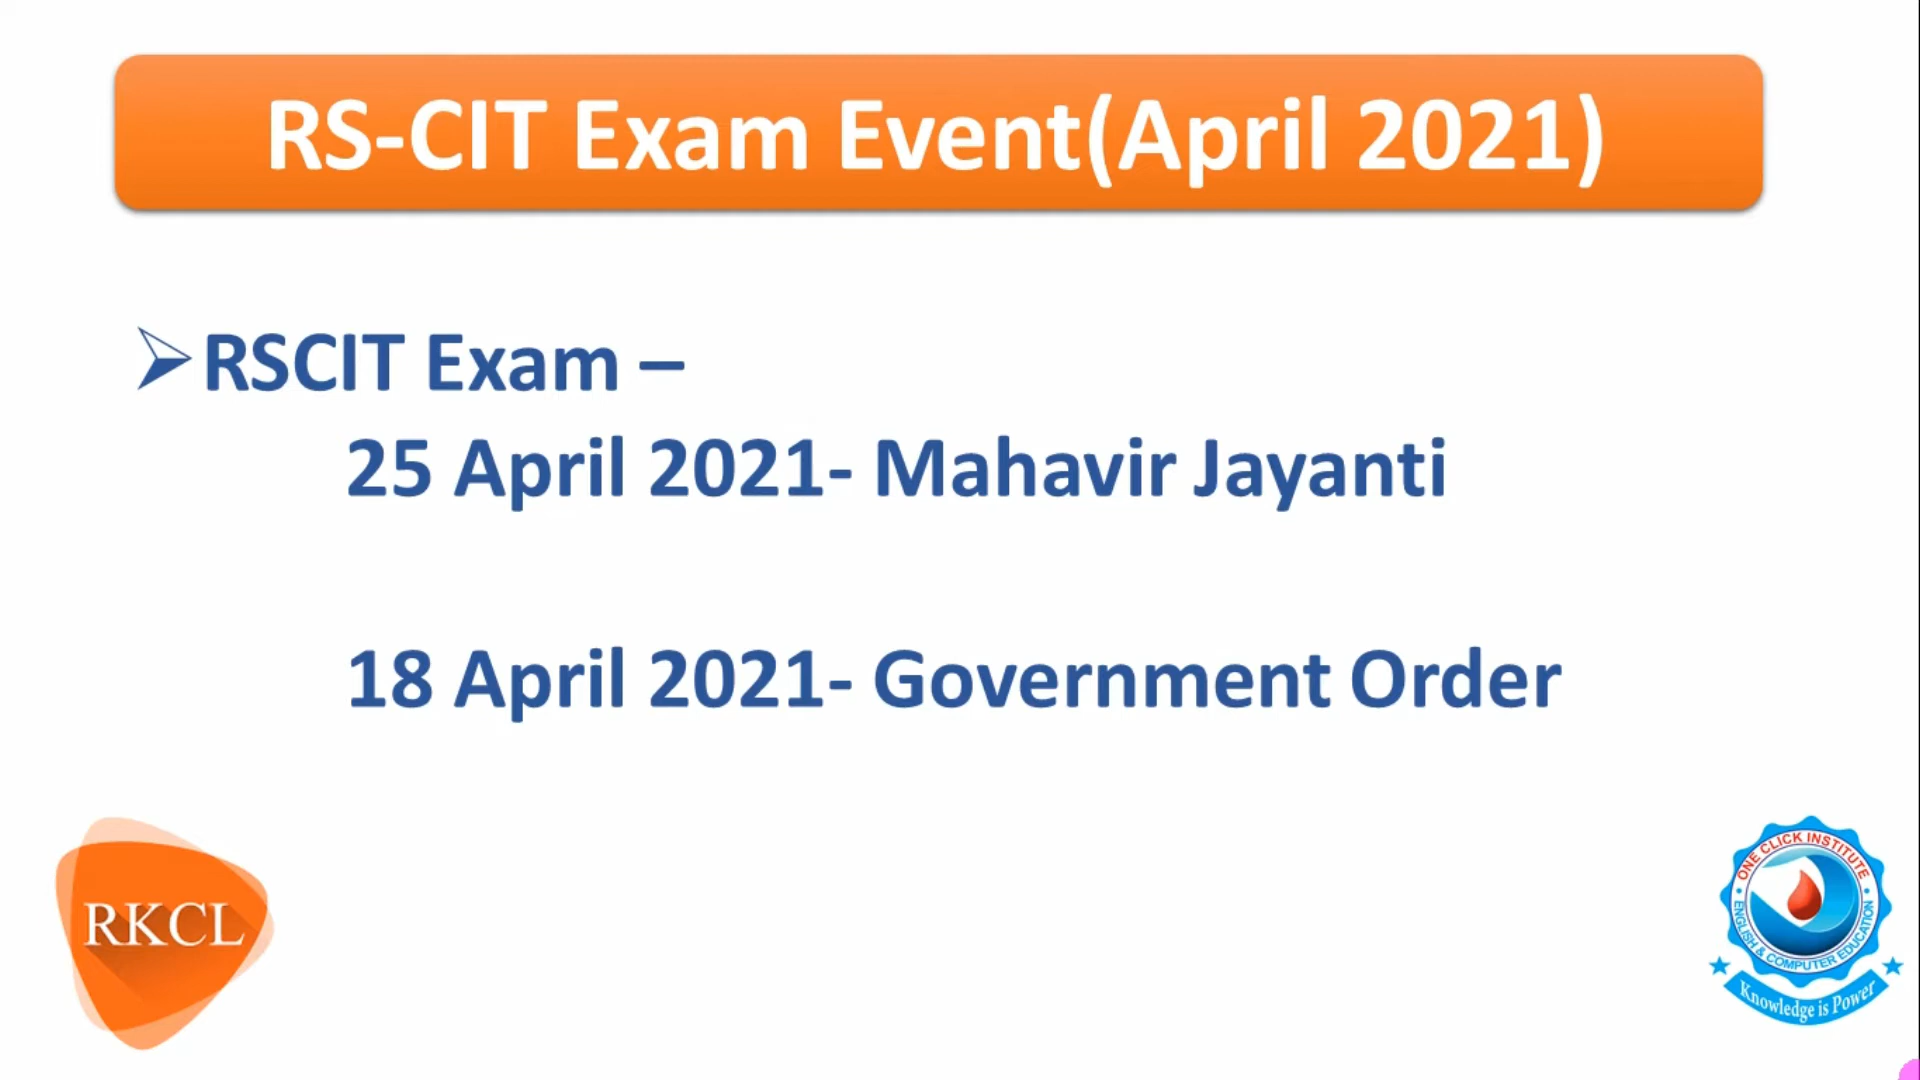 RS-CIT Exam Event(April 2021)
RSCIT Exam –
25 April 2021- Mahavir Jayanti
18 April 2021- Government Order
RKCL
ONE CLICK INSTITUTE
ENGLISH & COMPUTER EDUCATION
Knowledge is Power